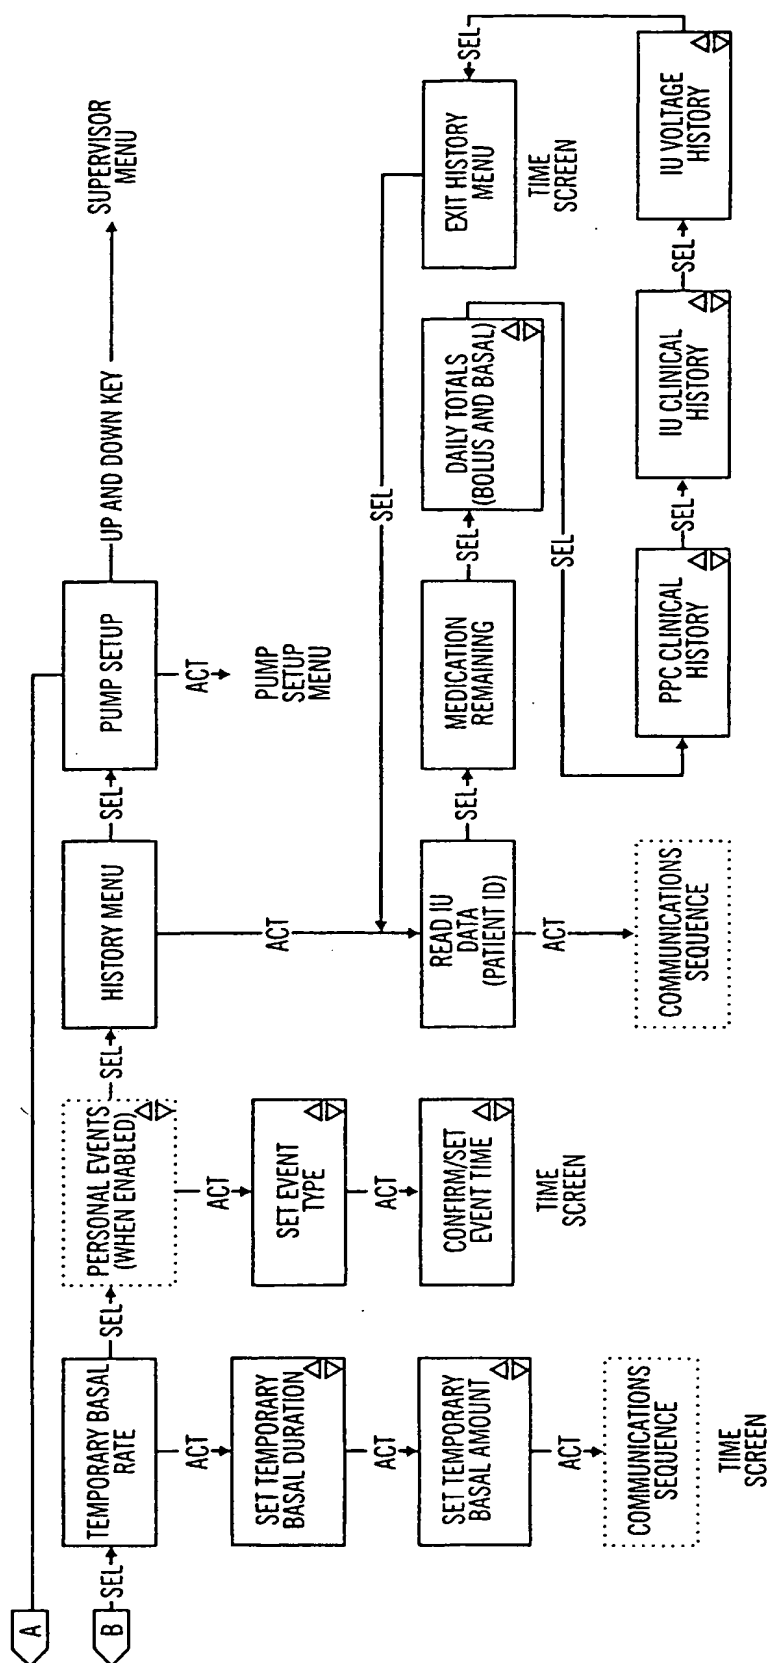 A
B
SEL
TEMPORARY BASAL
RATE
SEL
PERSONAL EVENTS
(WHEN ENABLED)
SEL
HISTORY MENU
SEL
PUMP SETUP
UP AND DOWN KEY
SUPERVISOR
MENU
ACT
SET TEMPORARY
BASAL DURATION
ACT
SET TEMPORARY
BASAL AMOUNT
ACT
COMMUNICATIONS
SEQUENCE
TIME
SCREEN
ACT
SET EVENT
TYPE
ACT
CONFIRM/SET
EVENT TIME
TIME
SCREEN
ACT
PUMP
SETUP
MENU
ACT
SEL
READ IU
DATA
(PATIENT ID)
ACT
COMMUNICATIONS
SEQUENCE
SEL
MEDICATION
REMAINING
SEL
DAILY TOTALS
(BOLUS AND BASAL)
SEL
PPC CLINICAL
HISTORY
SEL
IU CLINICAL
HISTORY
SEL
IU VOLTAGE
HISTORY
SEL
EXIT HISTORY
MENU
TIME
SCREEN